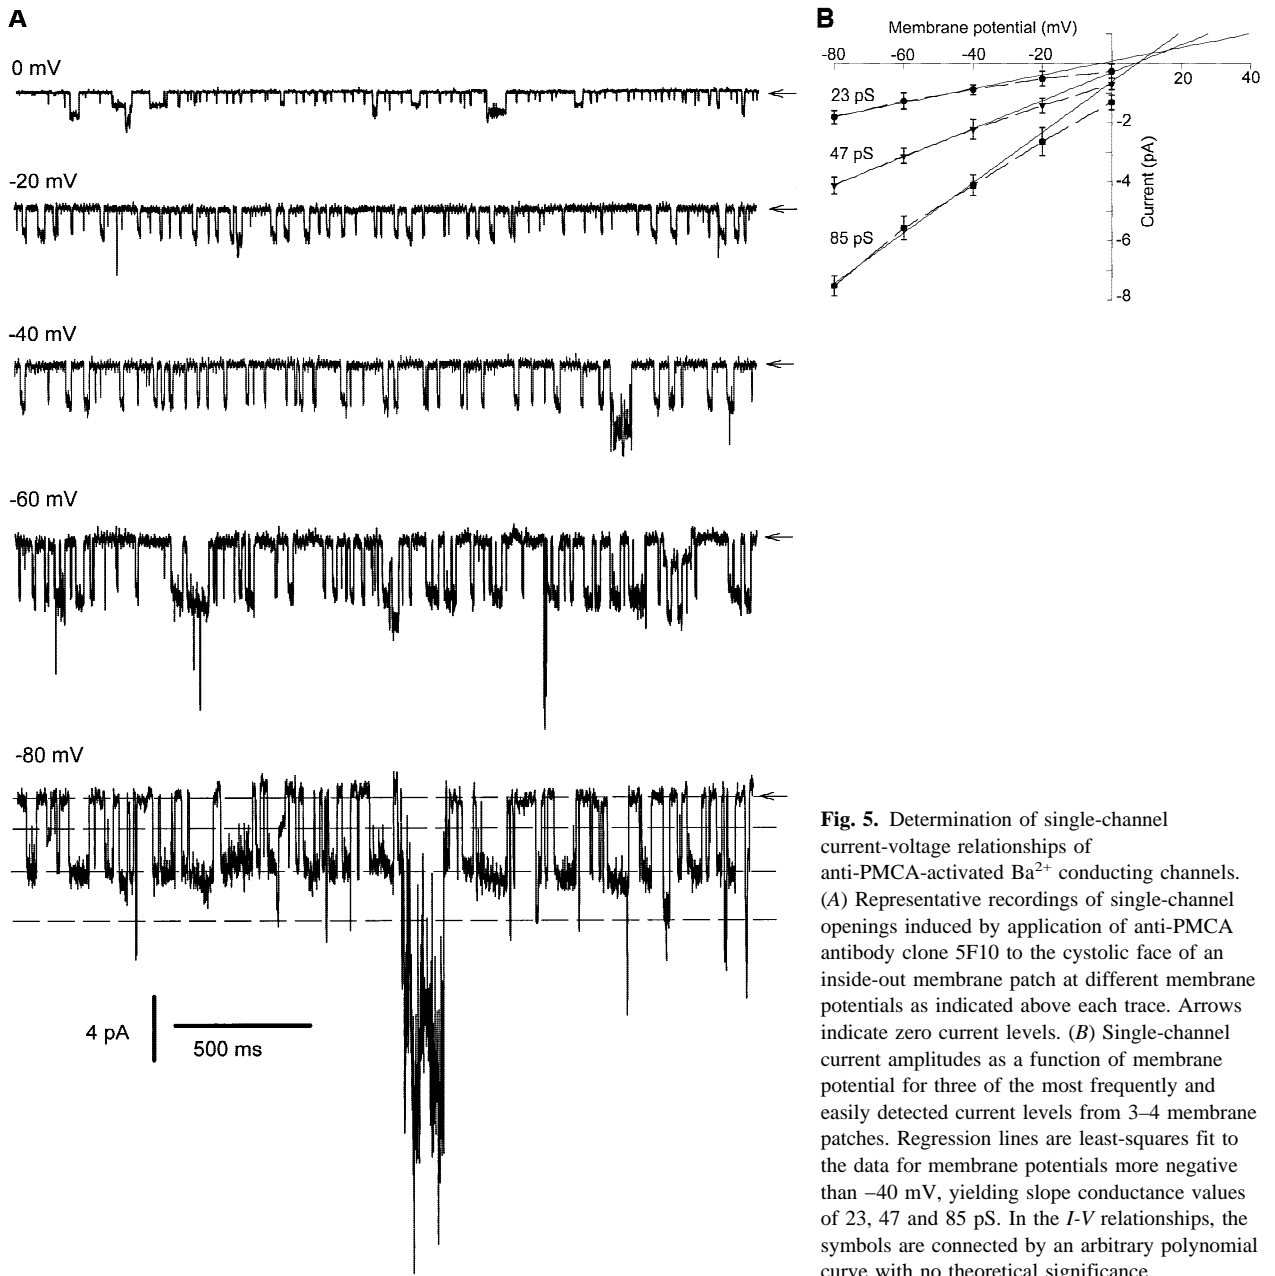 A
0 mV
-20 mV
-40 mV
-60 mV
-80 mV
4 pA
500 ms
B
Membrane potential (mV)
-80 -60 -40 -20 20 40
23 pS
47 pS
85 pS
-2
-4
-6
-8
Current (pA)
Fig. 5. Determination of single-channel
current-voltage relationships of
anti-PMCA-activated Ba2+ conducting channels.
(A) Representative recordings of single-channel
openings induced by application of anti-PMCA
antibody clone 5F10 to the cystolic face of an
inside-out membrane patch at different membrane
potentials as indicated above each trace. Arrows
indicate zero current levels. (B) Single-channel
current amplitudes as a function of membrane
potential for three of the most frequently and
easily detected current levels from 3–4 membrane
patches. Regression lines are least-squares fit to
the data for membrane potentials more negative
than –40 mV, yielding slope conductance values
of 23, 47 and 85 pS. In the I-V relationships, the
symbols are connected by an arbitrary polynomial
curve with no theoretical significance.